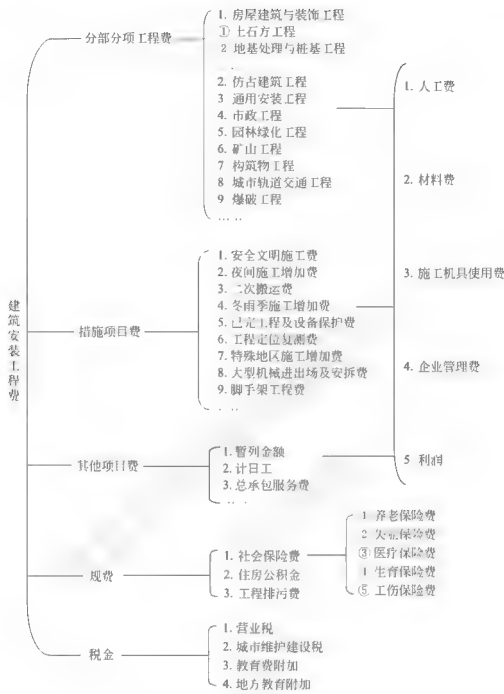 建筑安装工程费
分部分项工程费
1. 房屋建筑与装饰工程
① 土石方工程
2 地基处理与桩基工程
2. 仿古建筑工程
3 通用安装工程
4. 市政工程
5. 园林绿化工程
6. 矿山工程
7 构筑物工程
8 城市轨道交通工程
9 爆破工程
……
措施项目费
1. 安全文明施工费
2. 夜间施工增加费
3. 二次搬运费
4. 冬雨季施工增加费
5. 已完工程及设备保护费
6. 工程定位复测费
7. 特殊地区施工增加费
8. 大型机械进出场及安拆费
9. 脚手架工程费
其他项目费
1. 暂列金额
2. 计日工
3. 总承包服务费
1. 人工费
2. 材料费
3. 施工机具使用费
4. 企业管理费
5 利润
规费
1. 社会保险费
2. 住房公积金
3. 工程排污费
1 养老保险费
2 失业保险费
③ 医疗保险费
生育保险费
⑤ 工伤保险费
税金
1. 营业税
2. 城市维护建设税
3. 教育费附加
4. 地方教育附加